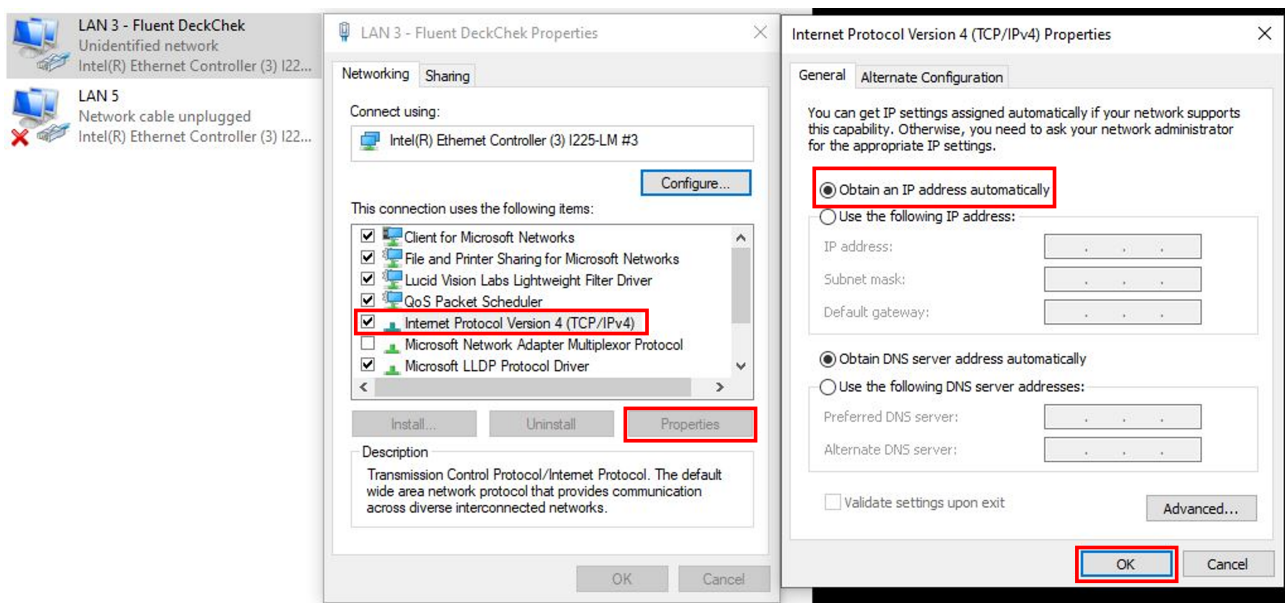 LAN 3 - Fluent DeckChek
Unidentified network
Intel(R) Ethernet Controller (3) I22...
LAN 5
Network cable unplugged
Intel(R) Ethernet Controller (3) I22...
LAN 3 - Fluent DeckChek Properties
Networking
Sharing
Connect using:
Intel(R) Ethernet Controller (3) I225-LM #3
Configure...
This connection uses the following items:
Client for Microsoft Networks
File and Printer Sharing for Microsoft Networks
Lucid Vision Labs Lightweight Filter Driver
QoS Packet Scheduler
Internet Protocol Version 4 (TCP/IPv4)
Microsoft Network Adapter Multiplexor Protocol
Microsoft LLDP Protocol Driver
Install...
Uninstall
Properties
Description
Transmission Control Protocol/Internet Protocol. The default
wide area network protocol that provides communication
across diverse interconnected networks.
OK
Cancel
Internet Protocol Version 4 (TCP/IPv4) Properties
General
Alternate Configuration
You can get IP settings assigned automatically if your network supports
this capability. Otherwise, you need to ask your network administrator
for the appropriate IP settings.
Obtain an IP address automatically
Use the following IP address:
IP address:
Subnet mask:
Default gateway:
Obtain DNS server address automatically
Use the following DNS server addresses:
Preferred DNS server:
Alternate DNS server:
Validate settings upon exit
Advanced...
OK
Cancel